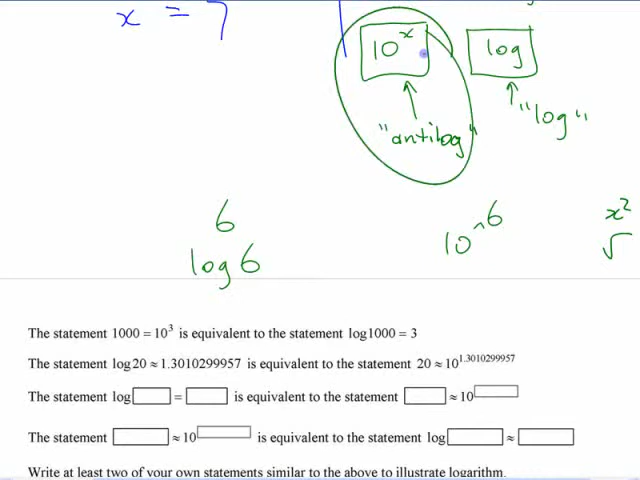 x = 7
10^x
log
"antilog"
"log"
6
log 6
10^6
x²
√
The statement 1000 = 10³ is equivalent to the statement log1000 = 3
The statement log20 ≈ 1.3010299957 is equivalent to the statement 20 ≈ 10^1.3010299957
The statement log = is equivalent to the statement ≈ 10
The statement ≈ 10 is equivalent to the statement log ≈
Write at least two of your own statements similar to the above to illustrate logarithm.